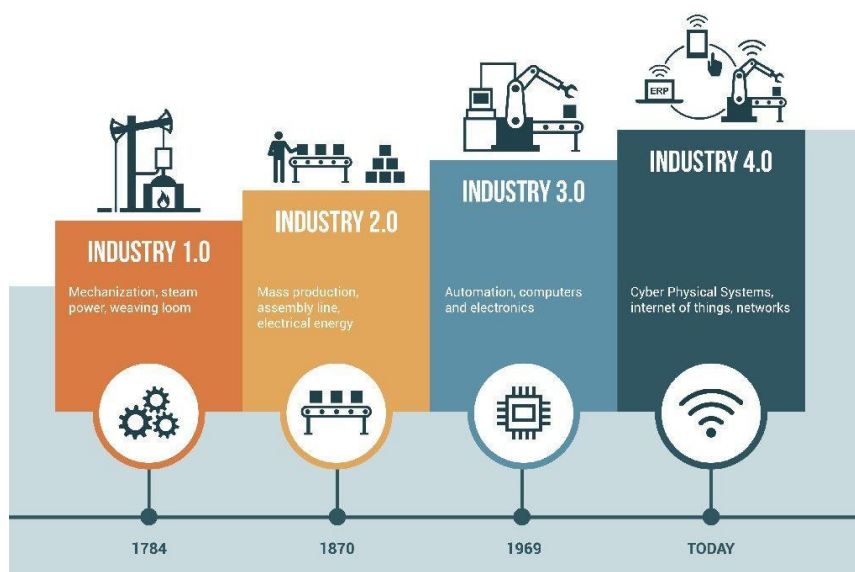 ERP
INDUSTRY 1.0
Mechanization, steam
power, weaving loom
INDUSTRY 2.0
Mass production,
assembly line,
electrical energy
INDUSTRY 3.0
Automation, computers
and electronics
INDUSTRY 4.0
Cyber Physical Systems,
internet of things, networks
1784
1870
1969
TODAY